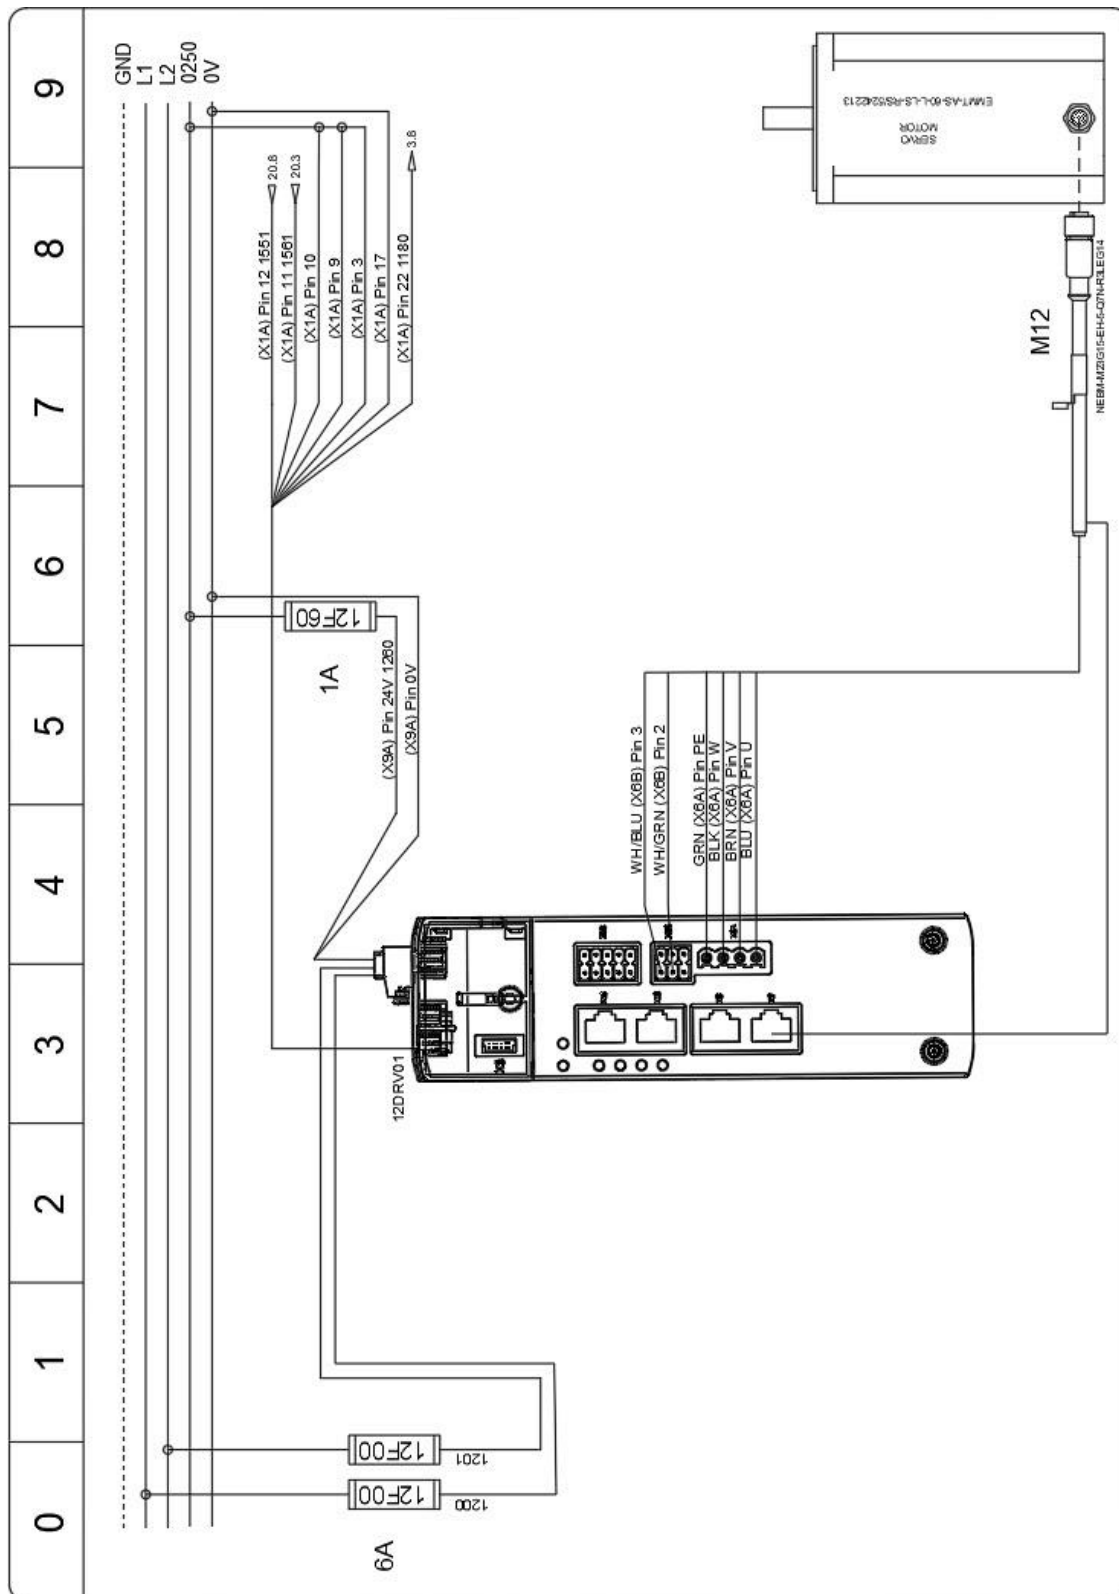 0
1
2
3
4
5
6
7
8
9
GND
L1
L2
0250
0V
6A
12F00
1200
12F00
1201
12DRV01
1A
12F60
(X9A) Pin 24V 1260
(X9A) Pin 0V
20.8
(X1A) Pin 12 1551
20.3
(X1A) Pin 11 1561
(X1A) Pin 10
(X1A) Pin 9
(X1A) Pin 3
(X1A) Pin 17
(X1A) Pin 22 1180
3.8
WH/BLU (X6B) Pin 3
WH/GRN (X6B) Pin 2
GRN (X6A) Pin PE
BLK (X6A) Pin W
BRN (X6A) Pin V
BLU (X6A) Pin U
M12
SERVO
MOTOR